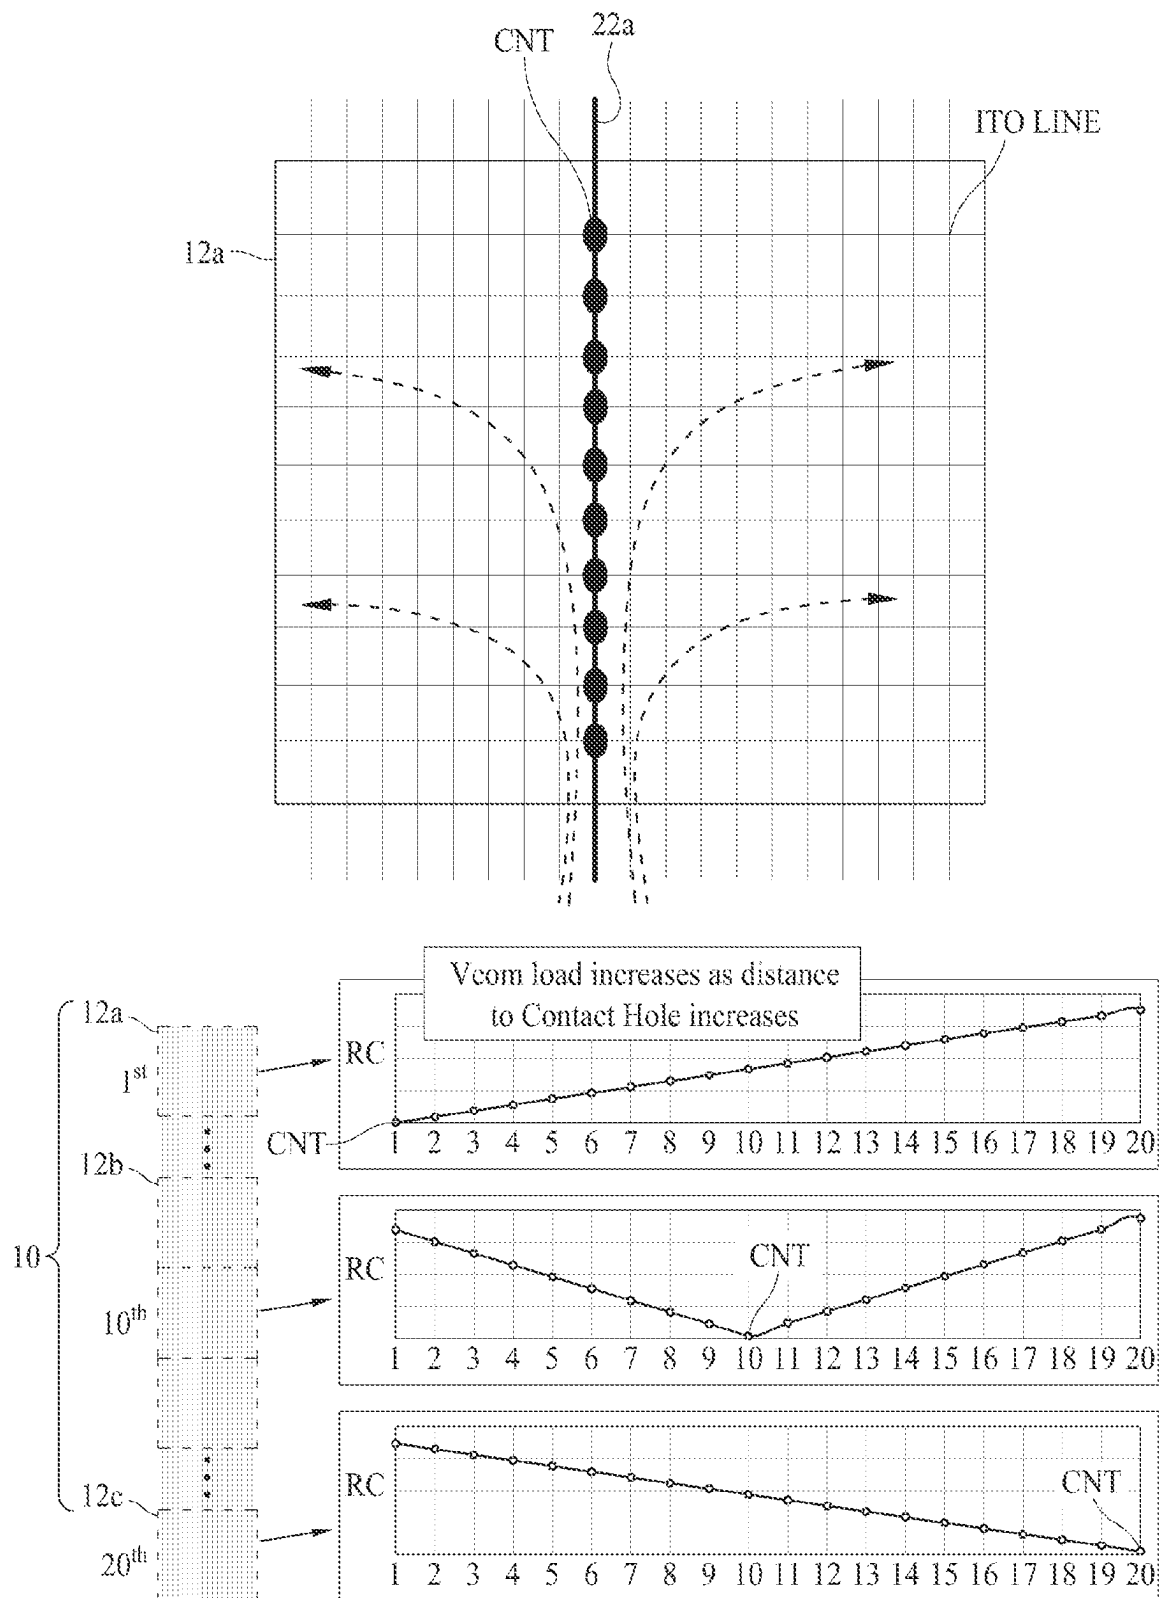 22a
CNT
ITO LINE
12a
Vcom load increases as distance
to Contact Hole increases
12a
1st
RC
CNT
1 2 3 4 5 6 7 8 9 10 11 12 13 14 15 16 17 18 19 20
12b
10
10th
RC
CNT
1 2 3 4 5 6 7 8 9 10 11 12 13 14 15 16 17 18 19 20
12c
20th
RC
CNT
1 2 3 4 5 6 7 8 9 10 11 12 13 14 15 16 17 18 19 20